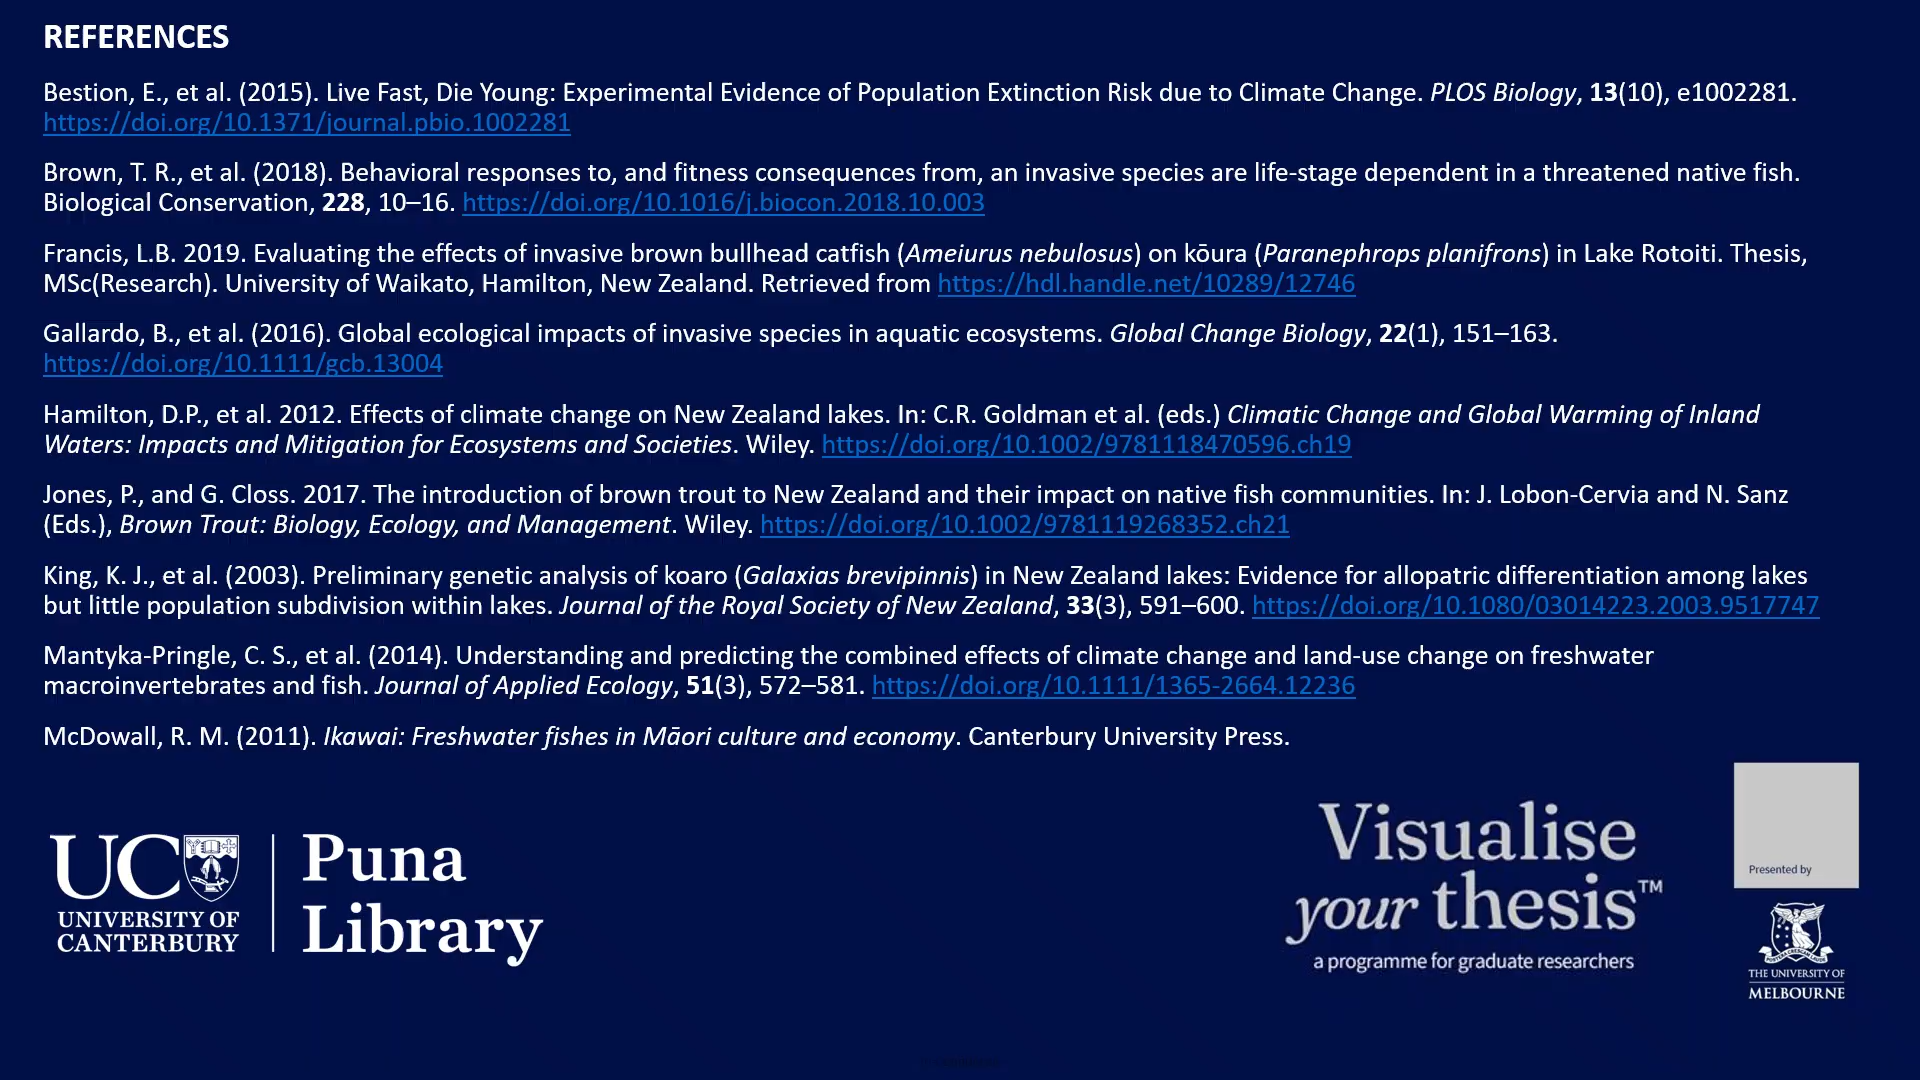 REFERENCES
Bestion, E., et al. (2015). Live Fast, Die Young: Experimental Evidence of Population Extinction Risk due to Climate Change. PLOS Biology, 13(10), e1002281.
https://doi.org/10.1371/journal.pbio.1002281
Brown, T. R., et al. (2018). Behavioral responses to, and fitness consequences from, an invasive species are life-stage dependent in a threatened native fish.
Biological Conservation, 228, 10–16. https://doi.org/10.1016/j.biocon.2018.10.003
Francis, L.B. 2019. Evaluating the effects of invasive brown bullhead catfish (Ameiurus nebulosus) on kōura (Paranephrops planifrons) in Lake Rotoiti. Thesis,
MSc(Research). University of Waikato, Hamilton, New Zealand. Retrieved from https://hdl.handle.net/10289/12746
Gallardo, B., et al. (2016). Global ecological impacts of invasive species in aquatic ecosystems. Global Change Biology, 22(1), 151–163.
https://doi.org/10.1111/gcb.13004
Hamilton, D.P., et al. 2012. Effects of climate change on New Zealand lakes. In: C.R. Goldman et al. (eds.) Climatic Change and Global Warming of Inland
Waters: Impacts and Mitigation for Ecosystems and Societies. Wiley. https://doi.org/10.1002/9781118470596.ch19
Jones, P., and G. Closs. 2017. The introduction of brown trout to New Zealand and their impact on native fish communities. In: J. Lobon-Cervia and N. Sanz
(Eds.), Brown Trout: Biology, Ecology, and Management. Wiley. https://doi.org/10.1002/9781119268352.ch21
King, K. J., et al. (2003). Preliminary genetic analysis of koaro (Galaxias brevipinnis) in New Zealand lakes: Evidence for allopatric differentiation among lakes
but little population subdivision within lakes. Journal of the Royal Society of New Zealand, 33(3), 591–600. https://doi.org/10.1080/03014223.2003.9517747
Mantyka-Pringle, C. S., et al. (2014). Understanding and predicting the combined effects of climate change and land-use change on freshwater
macroinvertebrates and fish. Journal of Applied Ecology, 51(3), 572–581. https://doi.org/10.1111/1365-2664.12236
McDowall, R. M. (2011). Ikawai: Freshwater fishes in Māori culture and economy. Canterbury University Press.
UC
UNIVERSITY OF
CANTERBURY
Puna
Library
Visualise
your thesis™
a programme for graduate researchers
Presented by
THE UNIVERSITY OF
MELBOURNE